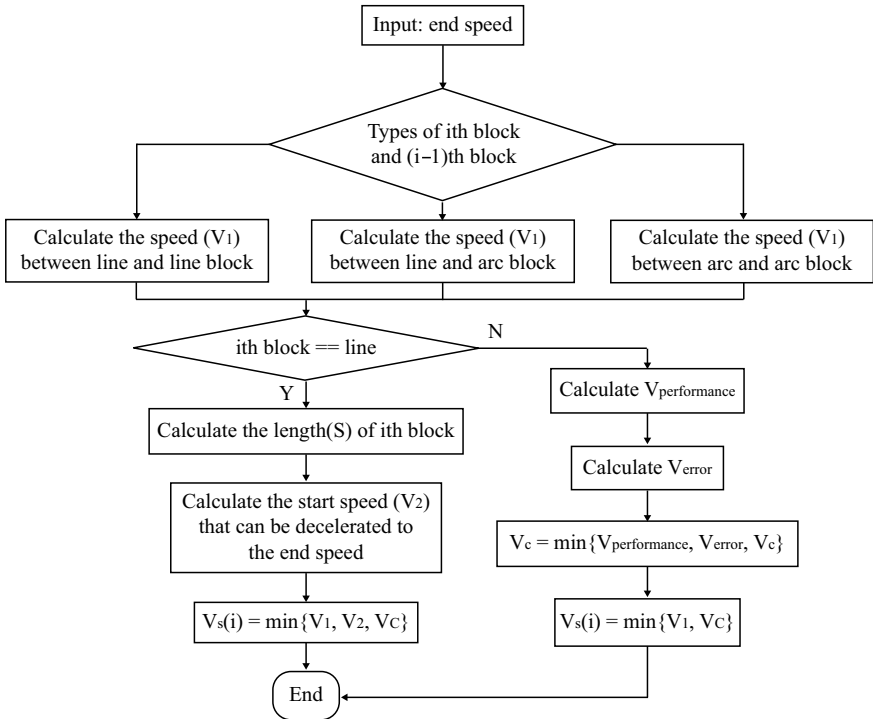 Input: end speed
Types of ith block
and (i−1)th block
Calculate the speed (V1)
between line and line block
Calculate the speed (V1)
between line and arc block
Calculate the speed (V1)
between arc and arc block
ith block == line
N
Y
Calculate Vperformance
Calculate the length(S) of ith block
Calculate Verror
Calculate the start speed (V2)
that can be decelerated to
the end speed
Vc = min{Vperformance, Verror, Vc}
Vs(i) = min{V1, V2, VC}
Vs(i) = min{V1, VC}
End